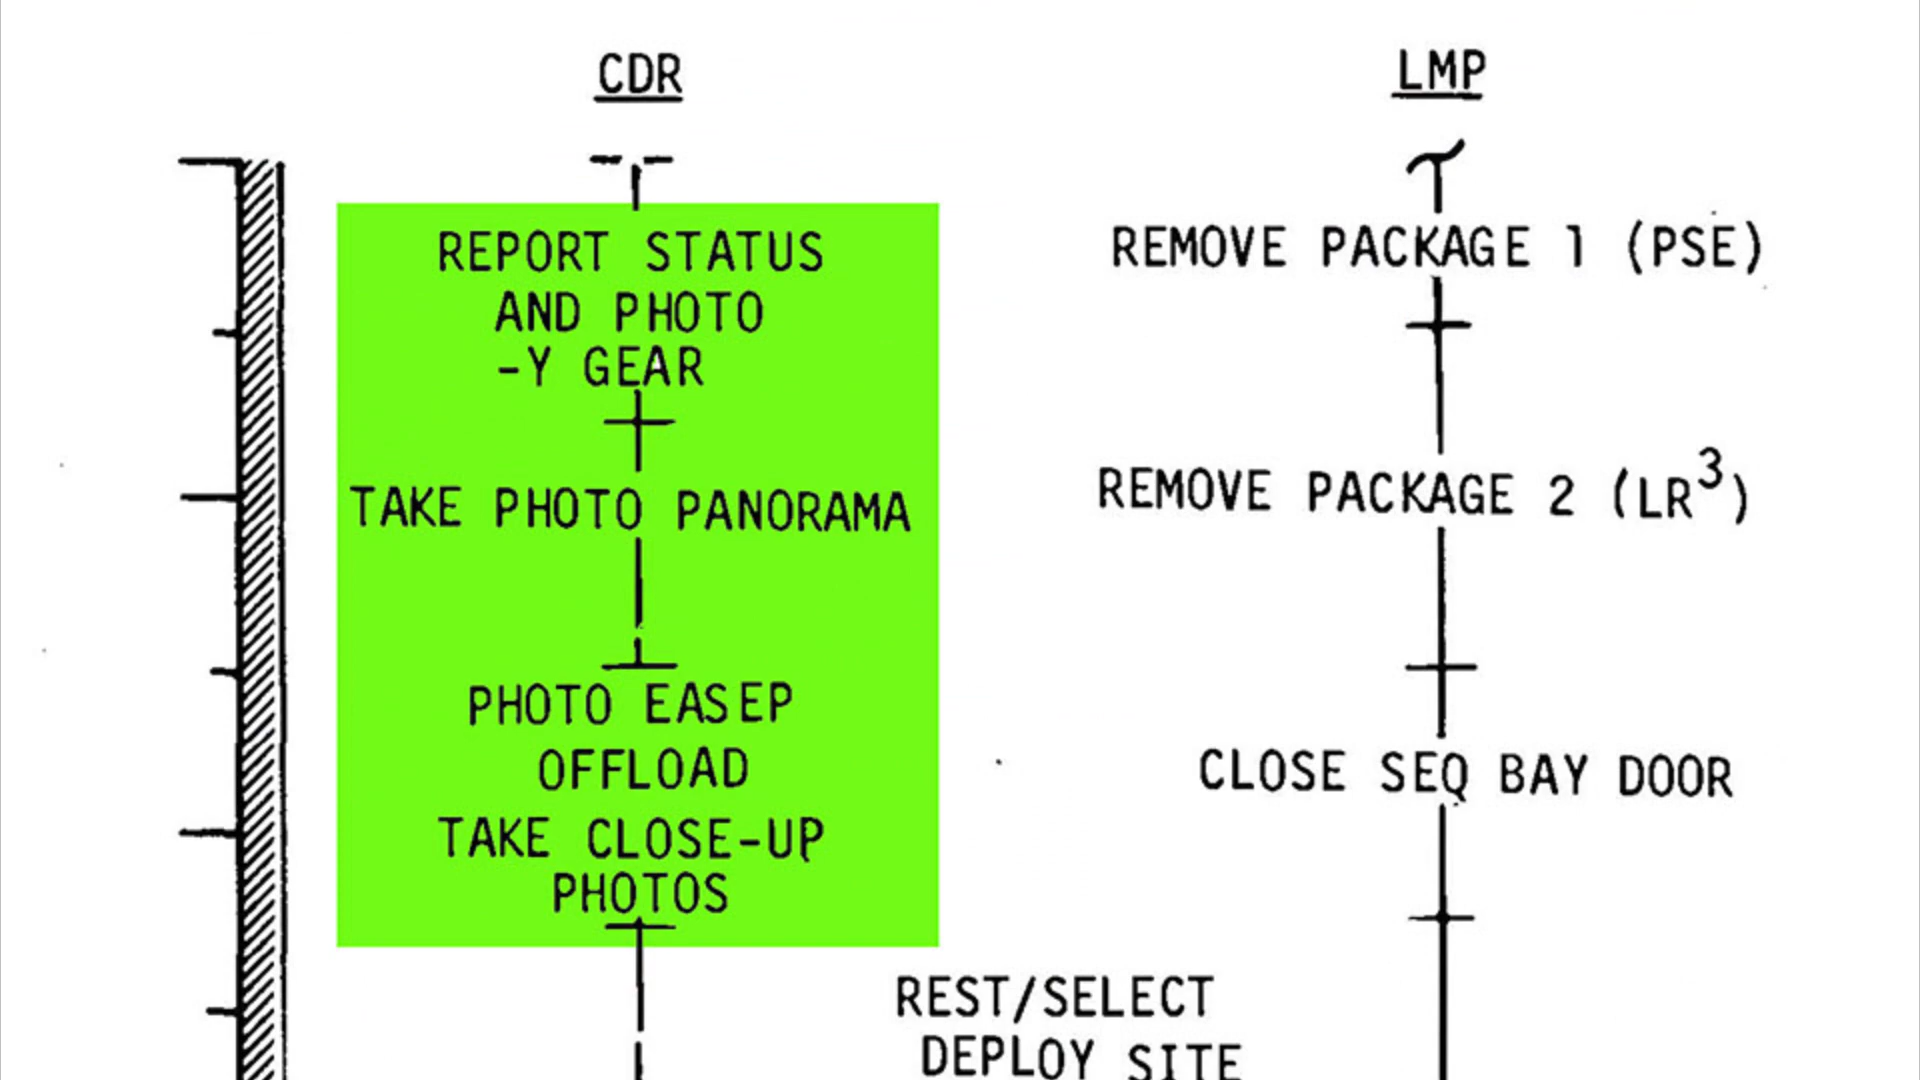 CDR
LMP
REPORT STATUS
AND PHOTO
-Y GEAR
TAKE PHOTO PANORAMA
PHOTO EASEP
OFFLOAD
TAKE CLOSE-UP
PHOTOS
REMOVE PACKAGE 1 (PSE)
REMOVE PACKAGE 2 (LR³)
CLOSE SEQ BAY DOOR
REST/SELECT
DEPLOY SITE